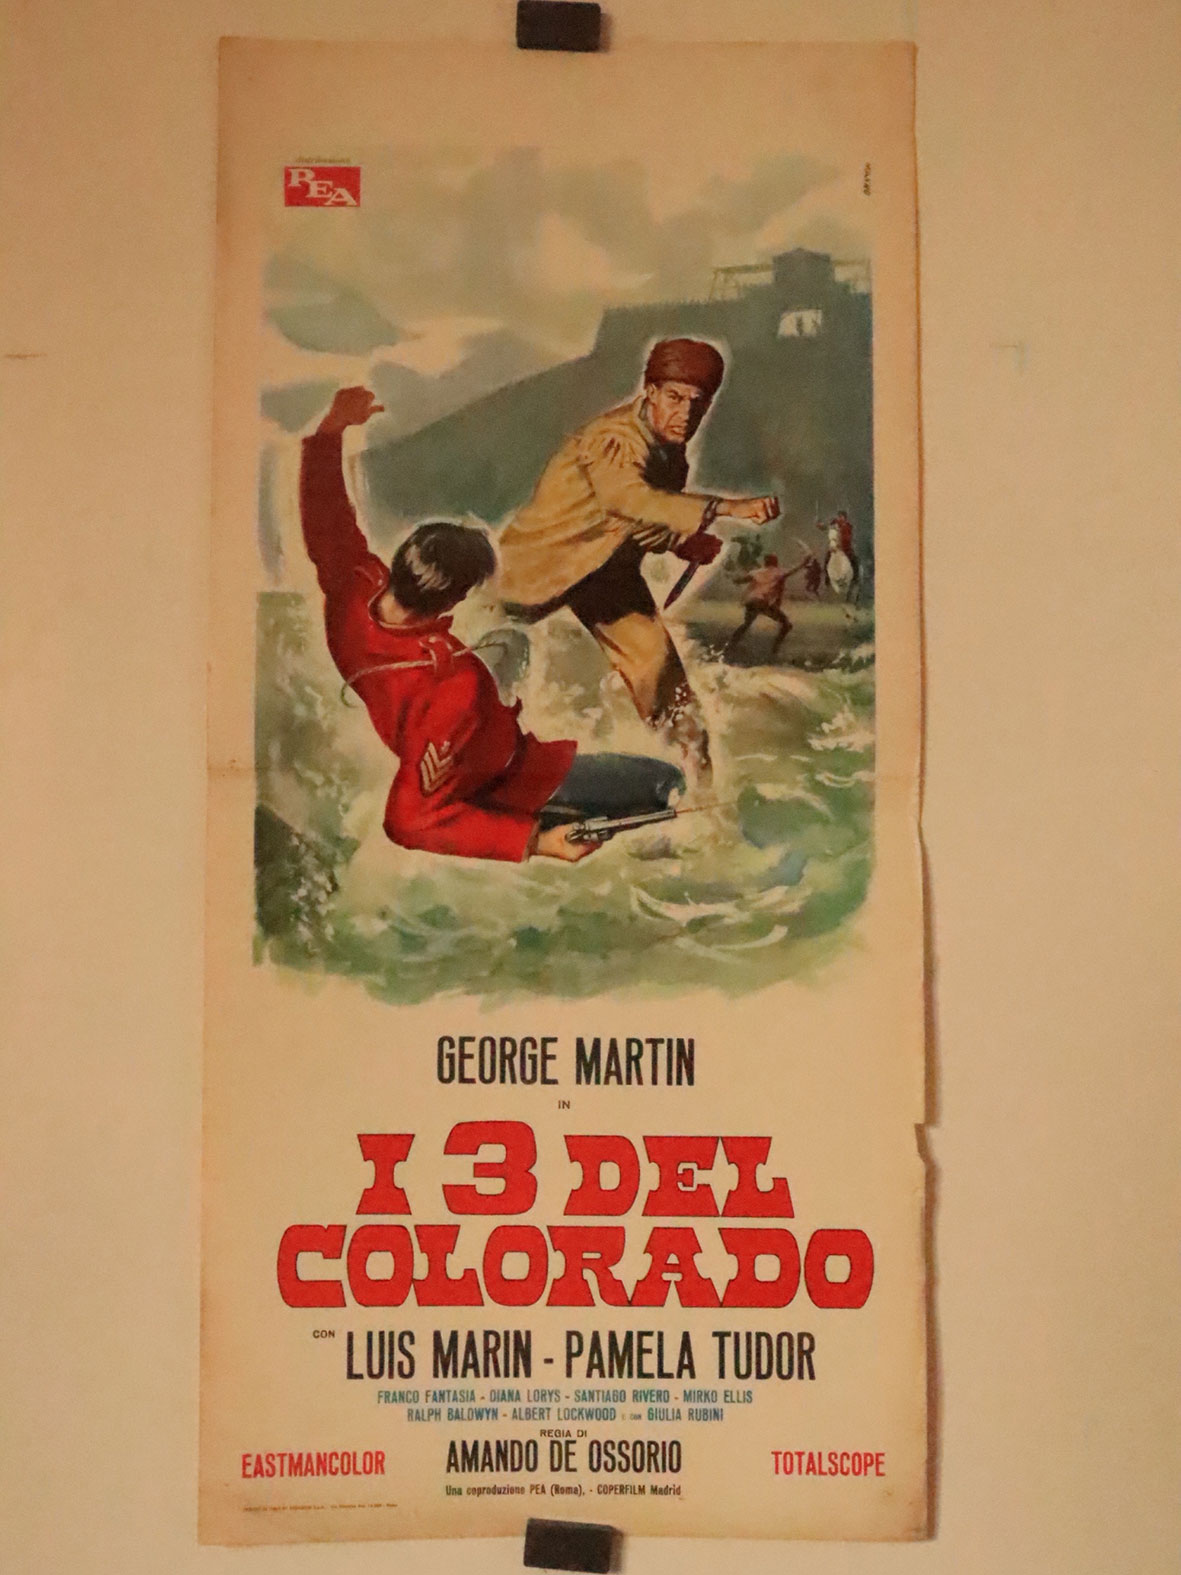 PEA
GEORGE MARTIN
IN
I 3 DEL
COLORADO
CON LUIS MARIN - PAMELA TUDOR
FRANCO FANTASIA - DIANA LORYS - SANTIAGO RIVERO - MIRKO ELLIS
RALPH BALDWYN - ALBERT LOCKWOOD E CON GIULIA RUBINI
REGIA DI
EASTMANCOLOR AMANDO DE OSSORIO TOTALSCOPE
Una coproduzione PEA (Roma), - COPERFILM Madrid